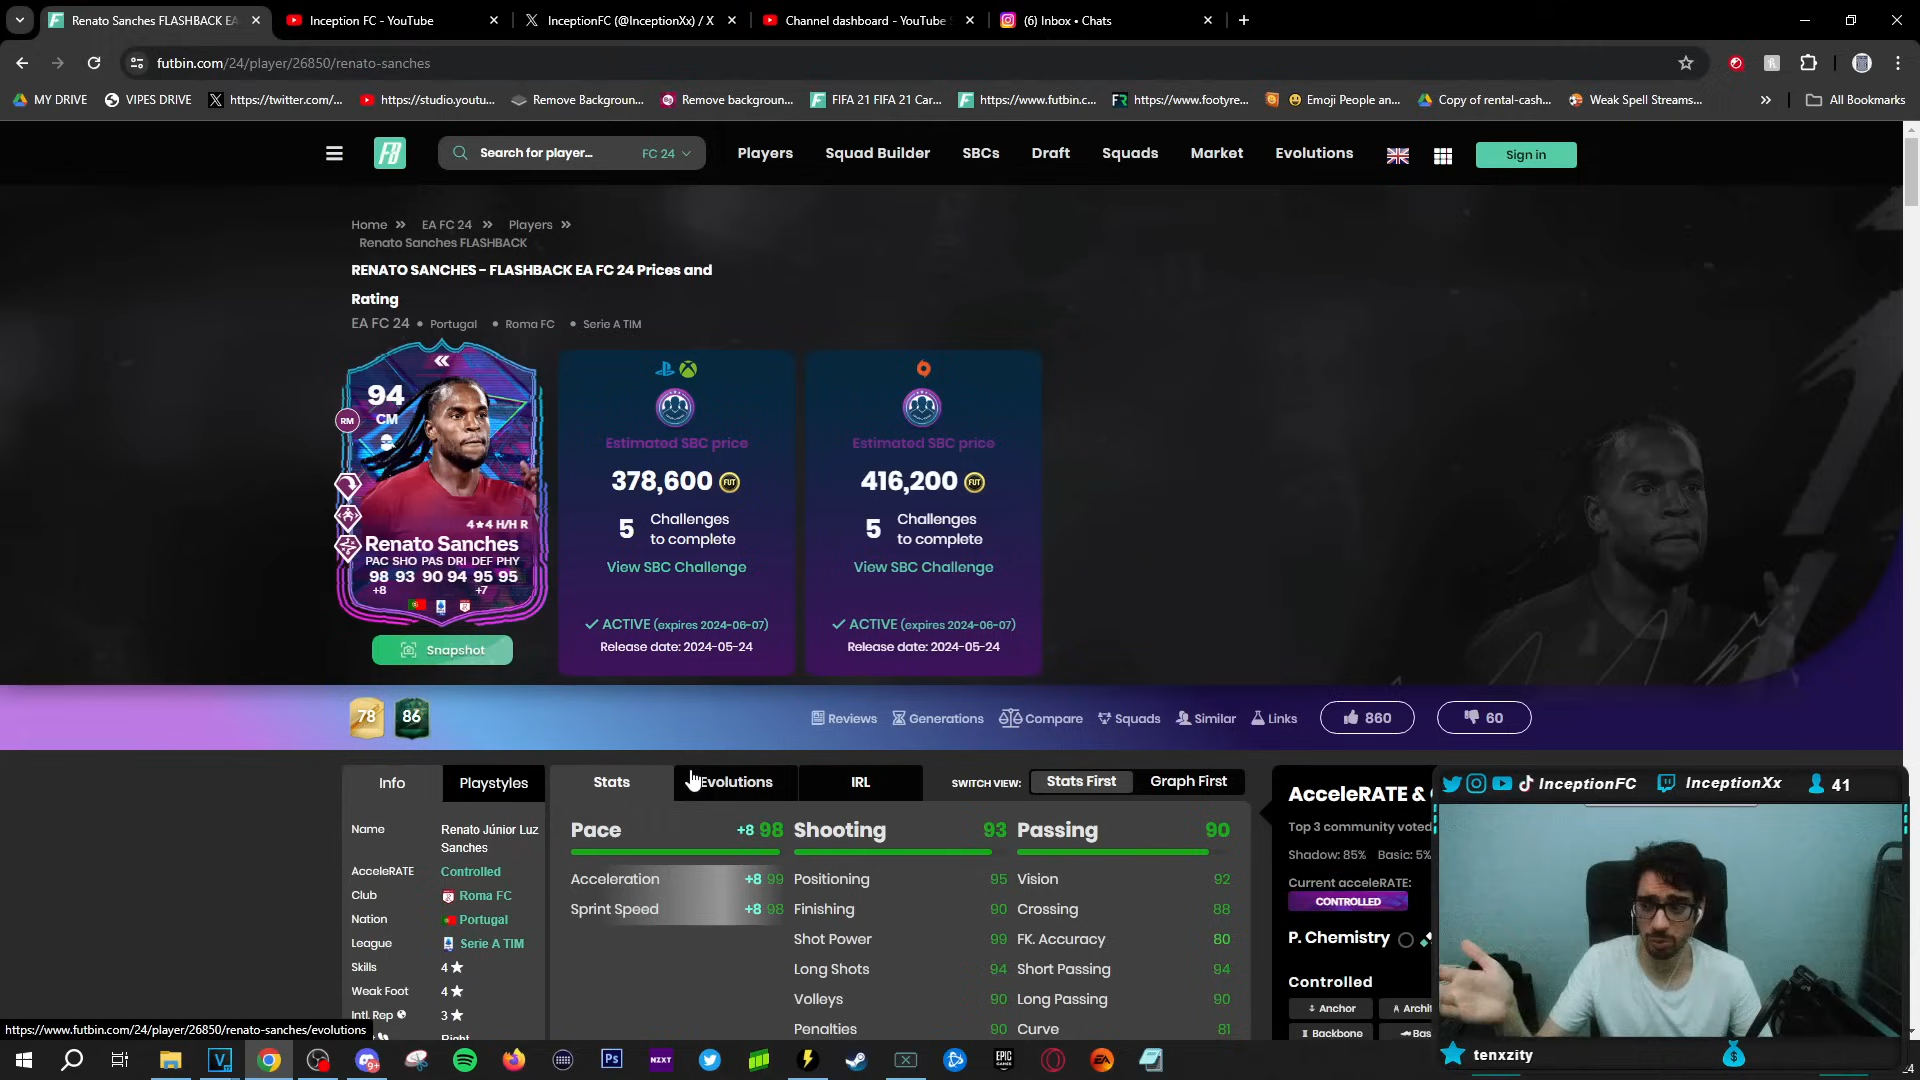 Renato Sanches FLASHBACK EA
Inception FC - YouTube
InceptionFC (@InceptionXx) / X
Channel dashboard - YouTube S
(6) Inbox • Chats
futbin.com/24/player/26850/renato-sanches
MY DRIVE
VIPES DRIVE
https://twitter.com/...
https://studio.youtu...
Remove Backgroun...
Remove backgroun...
FIFA 21 FIFA 21 Car...
https://www.futbin.c...
https://www.footyre...
Emoji People an...
Copy of rental-cash...
Weak Spell Streams...
All Bookmarks
FB
Search for player...
FC 24
Players
Squad Builder
SBCs
Draft
Squads
Market
Evolutions
Sign in
Home » EA FC 24 » Players »
Renato Sanches FLASHBACK
RENATO SANCHES - FLASHBACK EA FC 24 Prices and
Rating
EA FC 24 • Portugal • Roma FC • Serie A TIM
94
CM
RM
4★4 H/H R
Renato Sanches
PAC SHO PAS DRI DEF PHY
98 93 90 94 95 95
+8 +7
Snapshot
Estimated SBC price
378,600 FUT
5 Challenges
to complete
View SBC Challenge
ACTIVE (expires 2024-06-07)
Release date: 2024-05-24
Estimated SBC price
416,200 FUT
5 Challenges
to complete
View SBC Challenge
ACTIVE (expires 2024-06-07)
Release date: 2024-05-24
78
86
Reviews
Generations
Compare
Squads
Similar
Links
860
60
Info
Playstyles
Stats
Evolutions
IRL
SWITCH VIEW:
Stats First
Graph First
Name Renato Júnior Luz
Sanches
AcceleRATE Controlled
Club Roma FC
Nation Portugal
League Serie A TIM
Skills 4★
Weak Foot 4★
Intl. Rep 3★
Right
Pace +8 98
Acceleration +8 99
Sprint Speed +8 98
Shooting 93
Positioning 95
Finishing 90
Shot Power 99
Long Shots 94
Volleys 90
Penalties 90
Passing 90
Vision 92
Crossing 88
FK. Accuracy 80
Short Passing 94
Long Passing 90
Curve 81
AcceleRATE &
Top 3 community voted
Shadow: 85% Basic: 5%
Current acceleRATE:
CONTROLLED
P. Chemistry
Controlled
Anchor
Archi
Backbone
Bas
InceptionFC
InceptionXx
41
tenxzity
https://www.futbin.com/24/player/26850/renato-sanches/evolutions
Ps
NZXT
EPIC
GAMES
EA
24